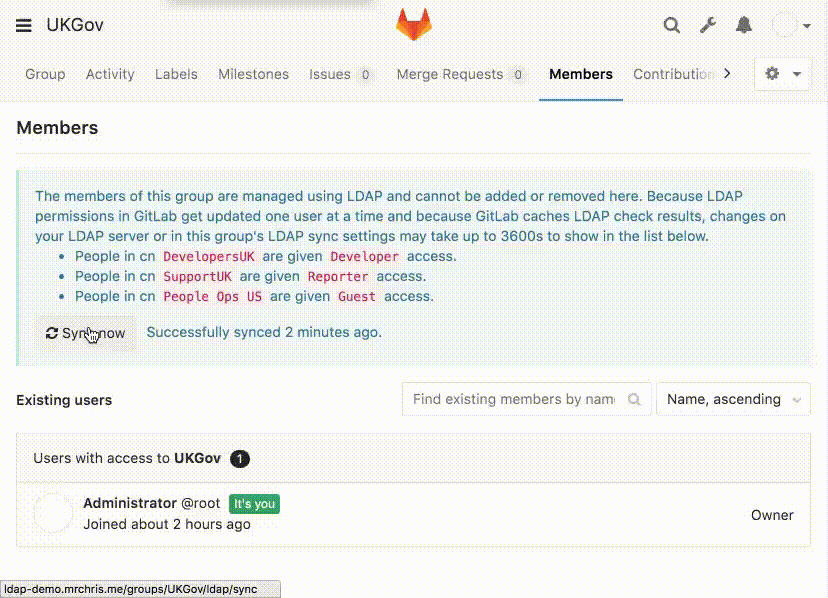 UKGov
Group Activity Labels Milestones Issues 0 Merge Requests 0 Members Contribution
Members
The members of this group are managed using LDAP and cannot be added or removed here. Because LDAP
permissions in GitLab get updated one user at a time and because GitLab caches LDAP check results, changes on
your LDAP server or in this group's LDAP sync settings may take up to 3600s to show in the list below.
• People in cn DevelopersUK are given Developer access.
• People in cn SupportUK are given Reporter access.
• People in cn People Ops US are given Guest access.
Sync now Successfully synced 2 minutes ago.
Existing users Find existing members by name Name, ascending
Users with access to UKGov 1
Administrator @root It's you
Joined about 2 hours ago
Owner
ldap-demo.mrchris.me/groups/UKGov/ldap/sync